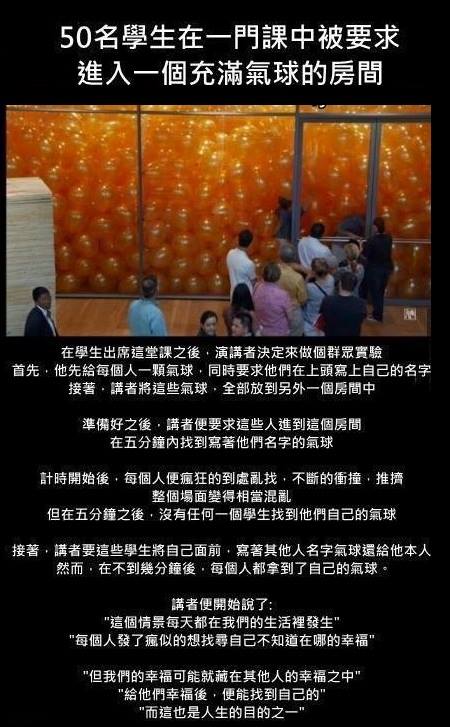 50名學生在一門課中被要求
進入一個充滿氣球的房間
在學生出席這堂課之後，演講者決定來做個群眾實驗
首先，他先給每個人一顆氣球，同時要求他們在上頭寫上自己的名字
接著，講者將這些氣球，全部放到另外一個房間中
準備好之後，講者便要求這些人進到這個房間
在五分鐘內找到寫著他們名字的氣球
計時開始後，每個人便瘋狂的到處亂找，不斷的衝撞，推擠
整個場面變得相當混亂
但在五分鐘之後，沒有任何一個學生找到他們自己的氣球
接著，講者要這些學生將自己面前，寫著其他人名字氣球還給他本人
然而，在不到幾分鐘後，每個人都拿到了自己的氣球。
講者便開始說了:
"這個情景每天都在我們的生活裡發生"
"每個人發了瘋似的想找尋自己不知道在哪的幸福"
"但我們的幸福可能就藏在其他人的幸福之中"
"給他們幸福後，便能找到自己的"
"而這也是人生的目的之一"